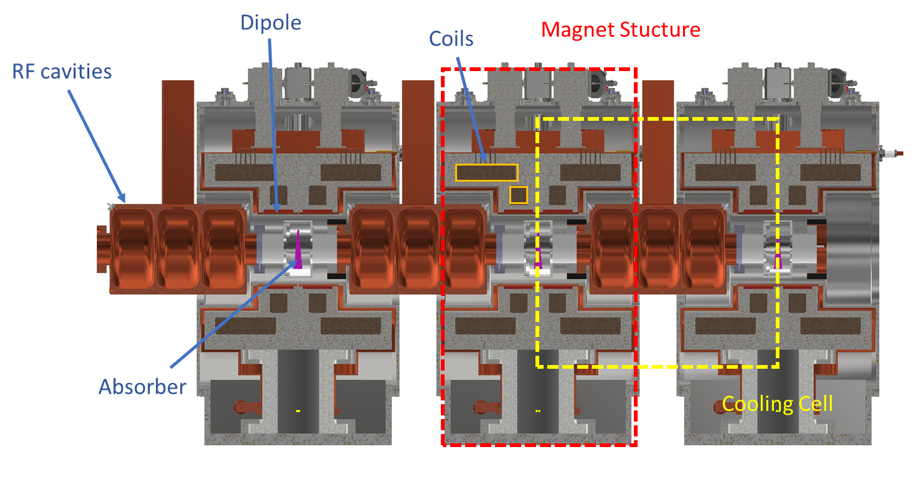 Dipole
Magnet Stucture
Coils
RF cavities
Absorber
Cooling Cell